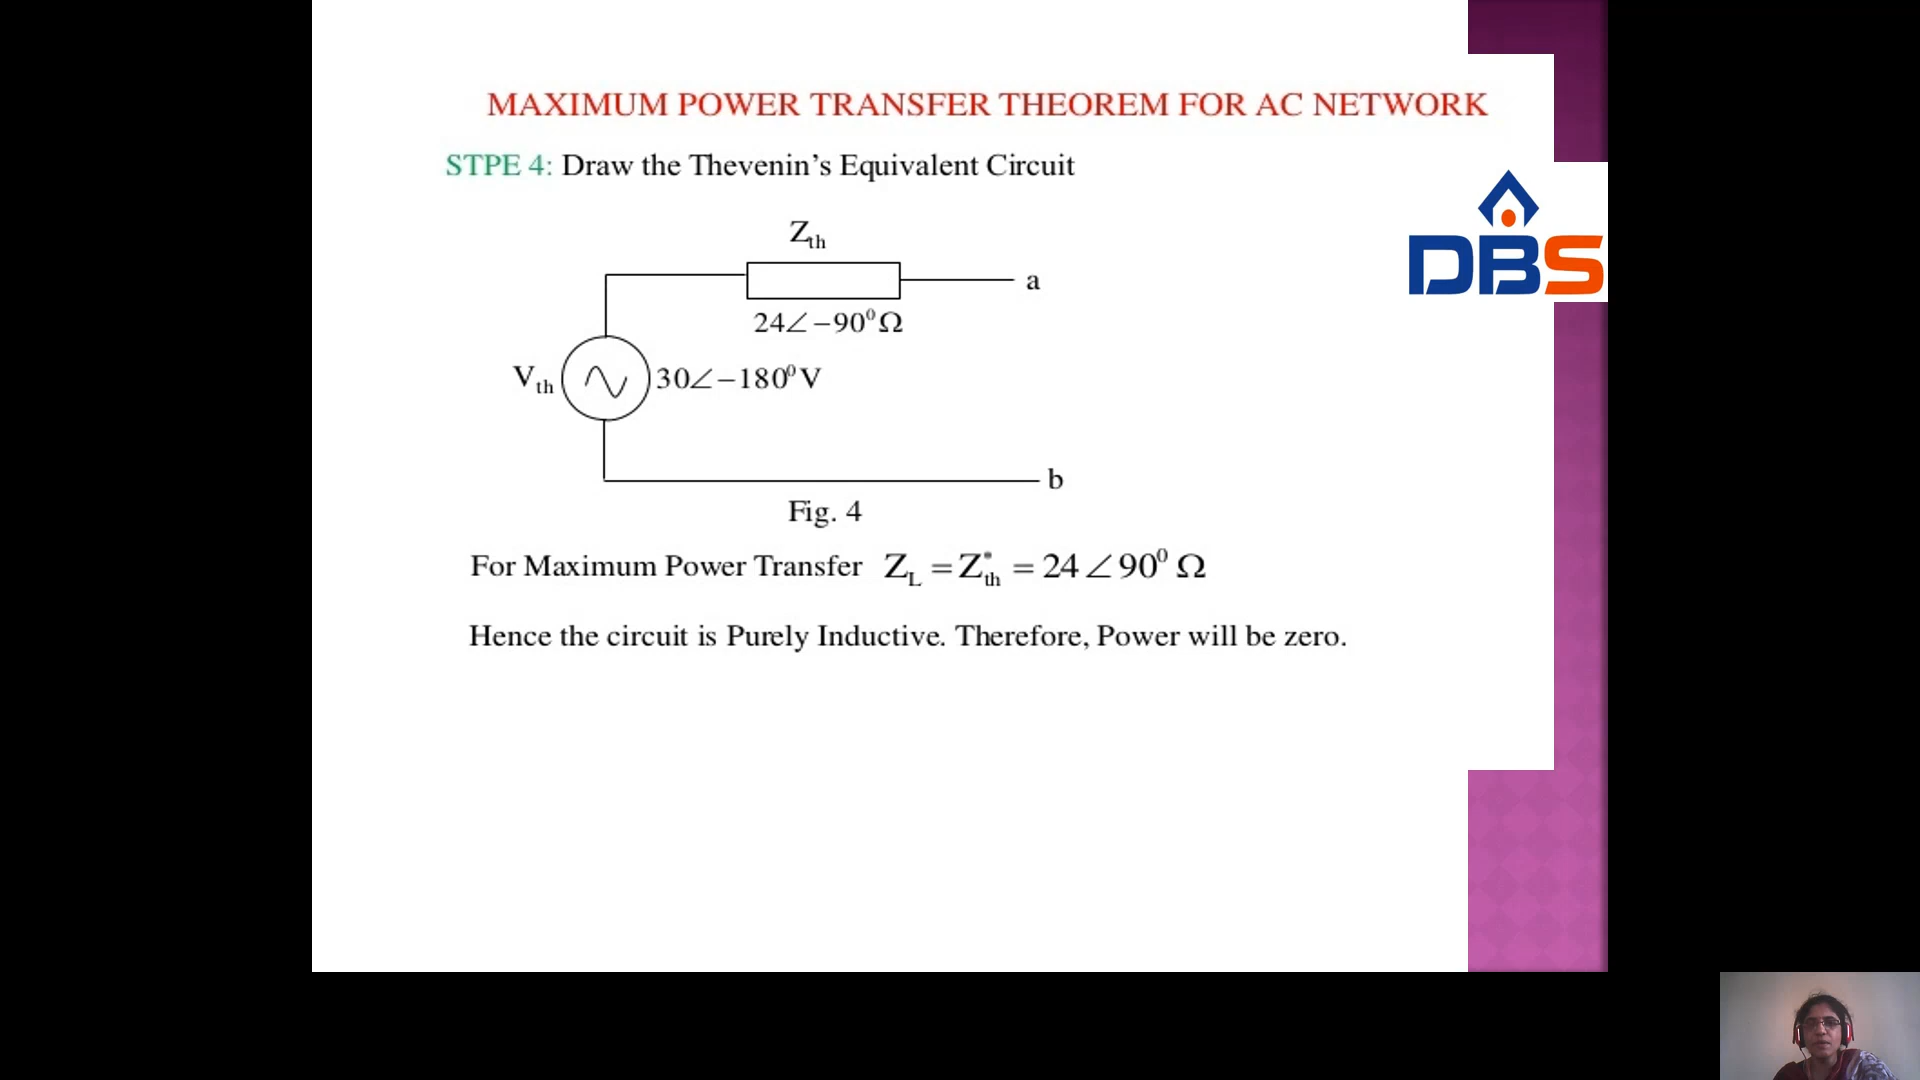 MAXIMUM POWER TRANSFER THEOREM FOR AC NETWORK
STPE 4: Draw the Thevenin's Equivalent Circuit
DBS
Zth
a
24∠−90⁰Ω
Vth
30∠−180⁰V
b
Fig. 4
For Maximum Power Transfer ZL = Z*th = 24∠90⁰ Ω
Hence the circuit is Purely Inductive. Therefore, Power will be zero.